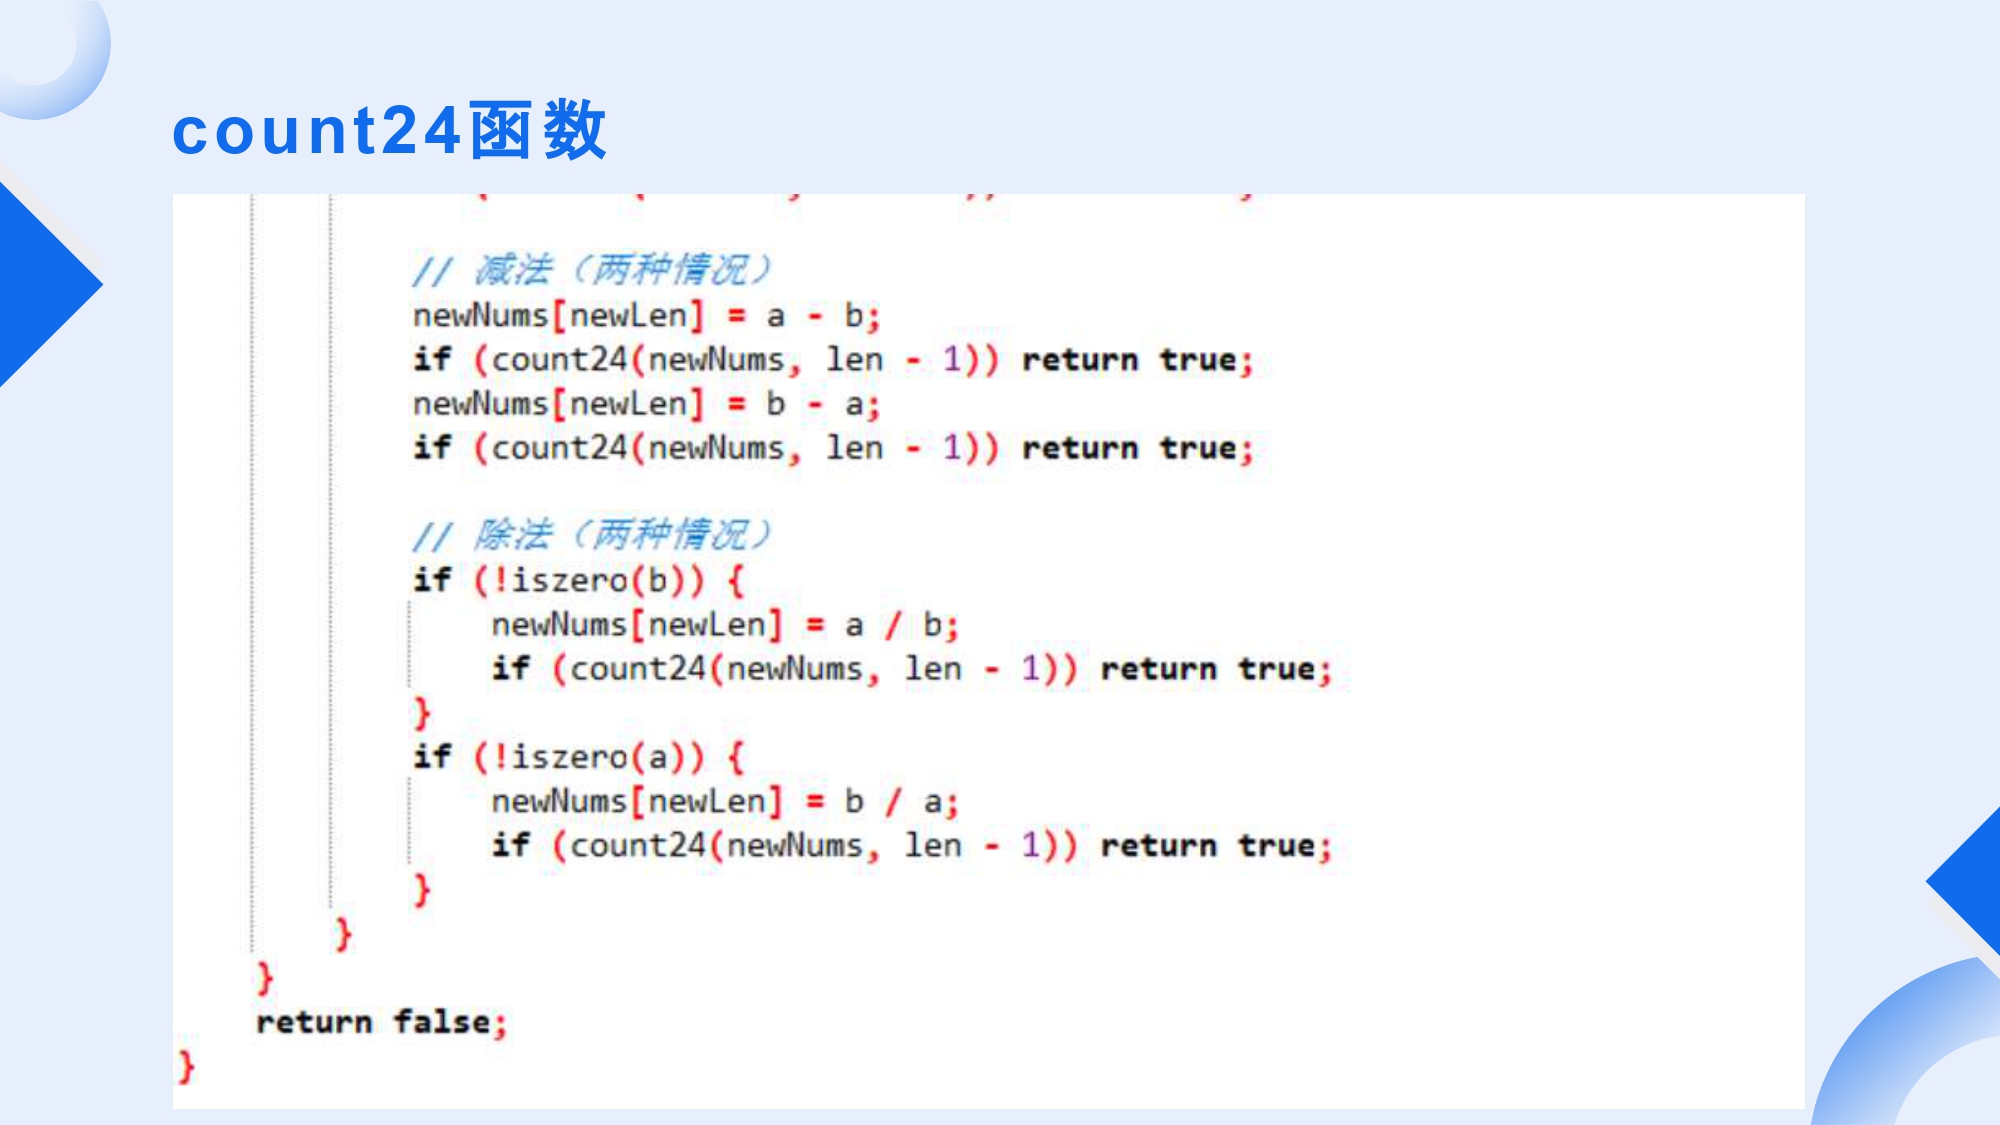 count24函数
// 减法（两种情况）
newNums[newLen] = a - b;
if (count24(newNums, len - 1)) return true;
newNums[newLen] = b - a;
if (count24(newNums, len - 1)) return true;
// 除法（两种情况）
if (!iszero(b)) {
newNums[newLen] = a / b;
if (count24(newNums, len - 1)) return true;
}
if (!iszero(a)) {
newNums[newLen] = b / a;
if (count24(newNums, len - 1)) return true;
}
}
}
return false;
}